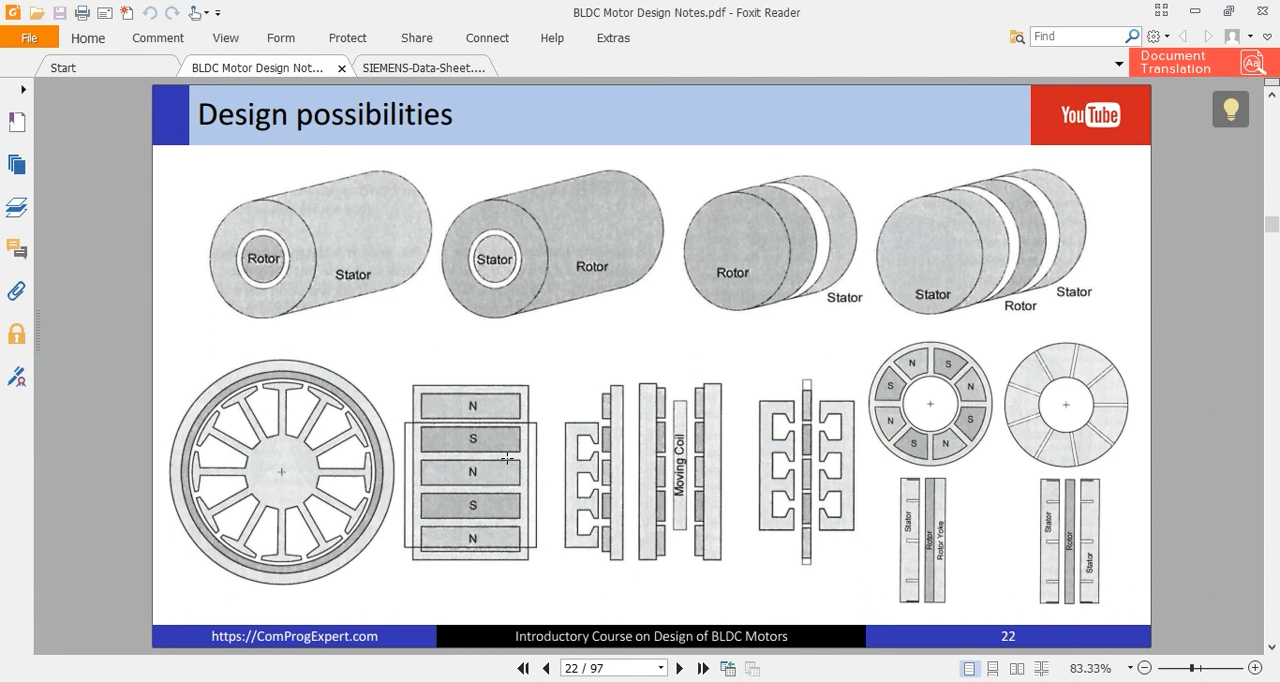 BLDC Motor Design Notes.pdf - Foxit Reader
File Home Comment View Form Protect Share Connect Help Extras Find
Start BLDC Motor Design Not... SIEMENS-Data-Sheet....
Document
Translation
Design possibilities
YouTube
Rotor Stator
Stator Rotor
Rotor Stator
Stator Rotor Stator
N
S
N
S
N
Moving Coil
N S
S N
N S
S N
Stator Rotor Rotor Yoke
Stator Rotor Stator
https://ComProgExpert.com Introductory Course on Design of BLDC Motors 22
22 / 97 83.33%